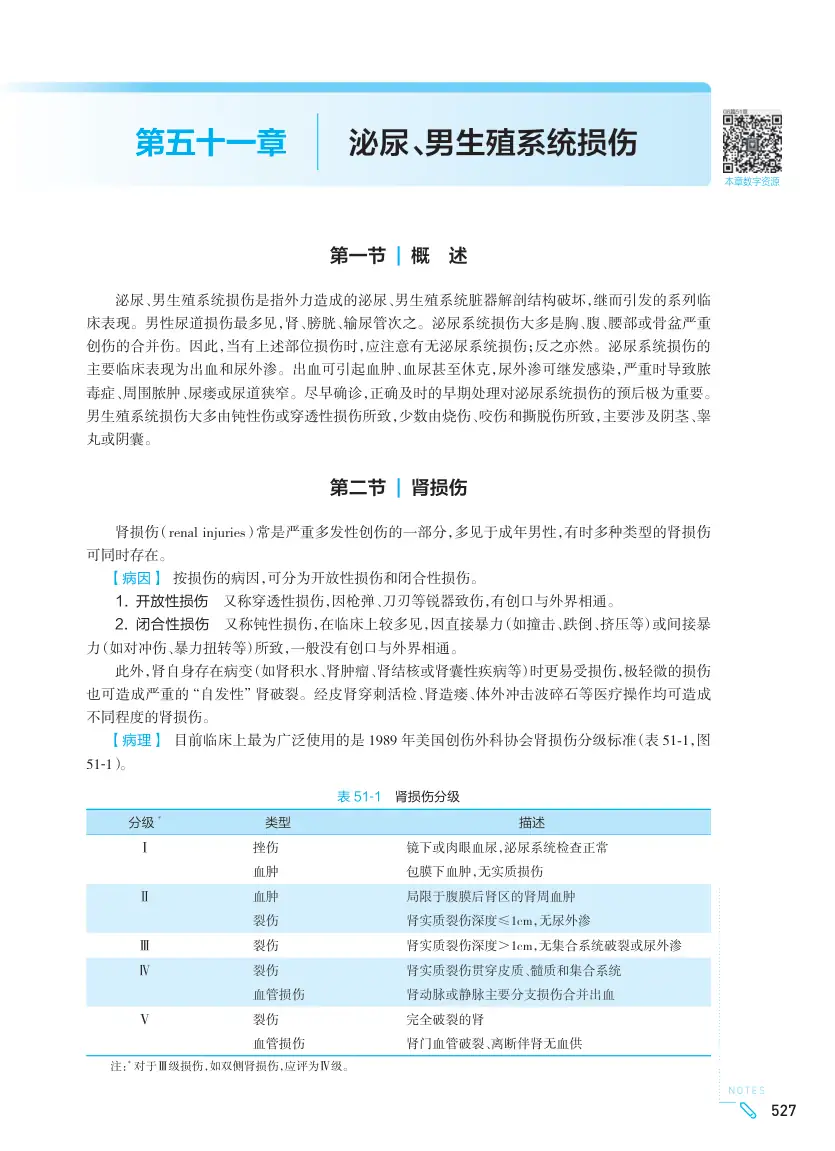 第五十一章 泌尿、男生殖系统损伤
本章数字资源
第一节 | 概 述
泌尿、男生殖系统损伤是指外力造成的泌尿、男生殖系统脏器解剖结构破坏,继而引发的系列临
床表现。男性尿道损伤最多见,肾、膀胱、输尿管次之。泌尿系统损伤大多是胸、腹、腰部或骨盆严重
创伤的合并伤。因此,当有上述部位损伤时,应注意有无泌尿系统损伤;反之亦然。泌尿系统损伤的
主要临床表现为出血和尿外渗。出血可引起血肿、血尿甚至休克,尿外渗可继发感染,严重时导致脓
毒症、周围脓肿、尿瘘或尿道狭窄。尽早确诊,正确及时的早期处理对泌尿系统损伤的预后极为重要。
男生殖系统损伤大多由钝性伤或穿透性损伤所致,少数由烧伤、咬伤和撕脱伤所致,主要涉及阴茎、睾
丸或阴囊。
第二节 | 肾损伤
肾损伤(renal injuries)常是严重多发性创伤的一部分,多见于成年男性,有时多种类型的肾损伤
可同时存在。
【病因】 按损伤的病因,可分为开放性损伤和闭合性损伤。
1. 开放性损伤 又称穿透性损伤,因枪弹、刀刃等锐器致伤,有创口与外界相通。
2. 闭合性损伤 又称钝性损伤,在临床上较多见,因直接暴力(如撞击、跌倒、挤压等)或间接暴
力(如对冲伤、暴力扭转等)所致,一般没有创口与外界相通。
此外,肾自身存在病变(如肾积水、肾肿瘤、肾结核或肾囊性疾病等)时更易受损伤,极轻微的损伤
也可造成严重的“自发性”肾破裂。经皮肾穿刺活检、肾造瘘、体外冲击波碎石等医疗操作均可造成
不同程度的肾损伤。
【病理】 目前临床上最为广泛使用的是 1989 年美国创伤外科协会肾损伤分级标准(表 51-1,图
51-1)。
表 51-1 肾损伤分级
分级* 类型 描述
Ⅰ 挫伤 镜下或肉眼血尿,泌尿系统检查正常
血肿 包膜下血肿,无实质损伤
Ⅱ 血肿 局限于腹膜后肾区的肾周血肿
裂伤 肾实质裂伤深度≤1cm,无尿外渗
Ⅲ 裂伤 肾实质裂伤深度>1cm,无集合系统破裂或尿外渗
Ⅳ 裂伤 肾实质裂伤贯穿皮质、髓质和集合系统
血管损伤 肾动脉或静脉主要分支损伤合并出血
Ⅴ 裂伤 完全破裂的肾
血管损伤 肾门血管破裂、离断伴肾无血供
注:*对于Ⅲ级损伤,如双侧肾损伤,应评为Ⅳ级。
NOTES
527